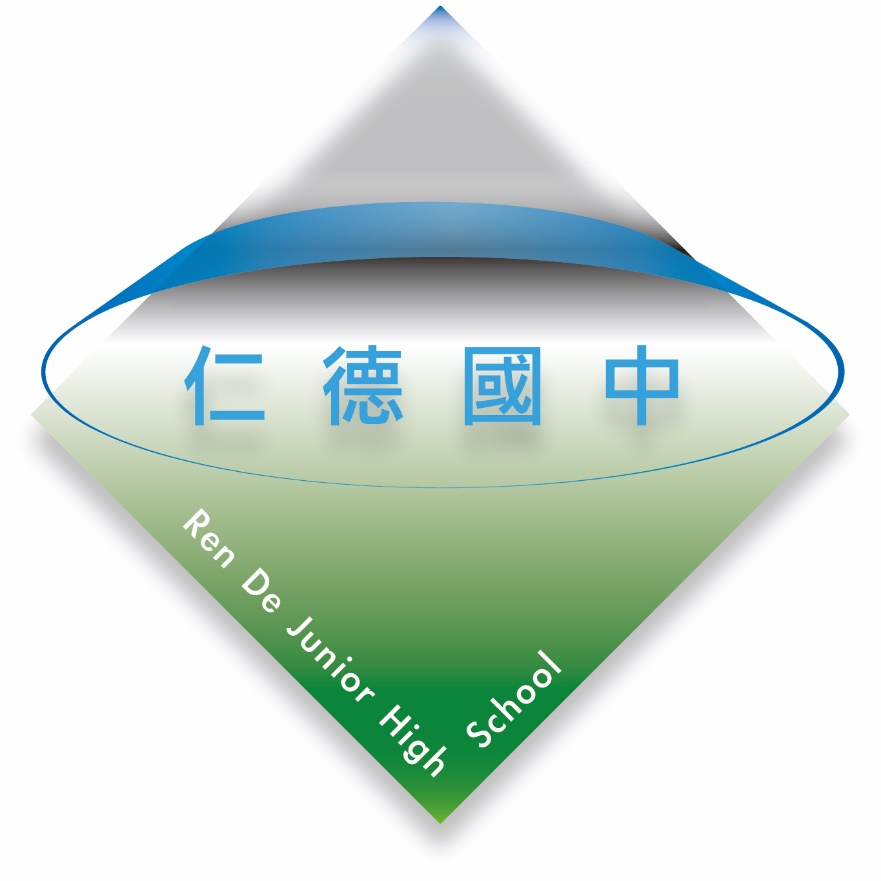 仁德國中
Ren De Junior High School